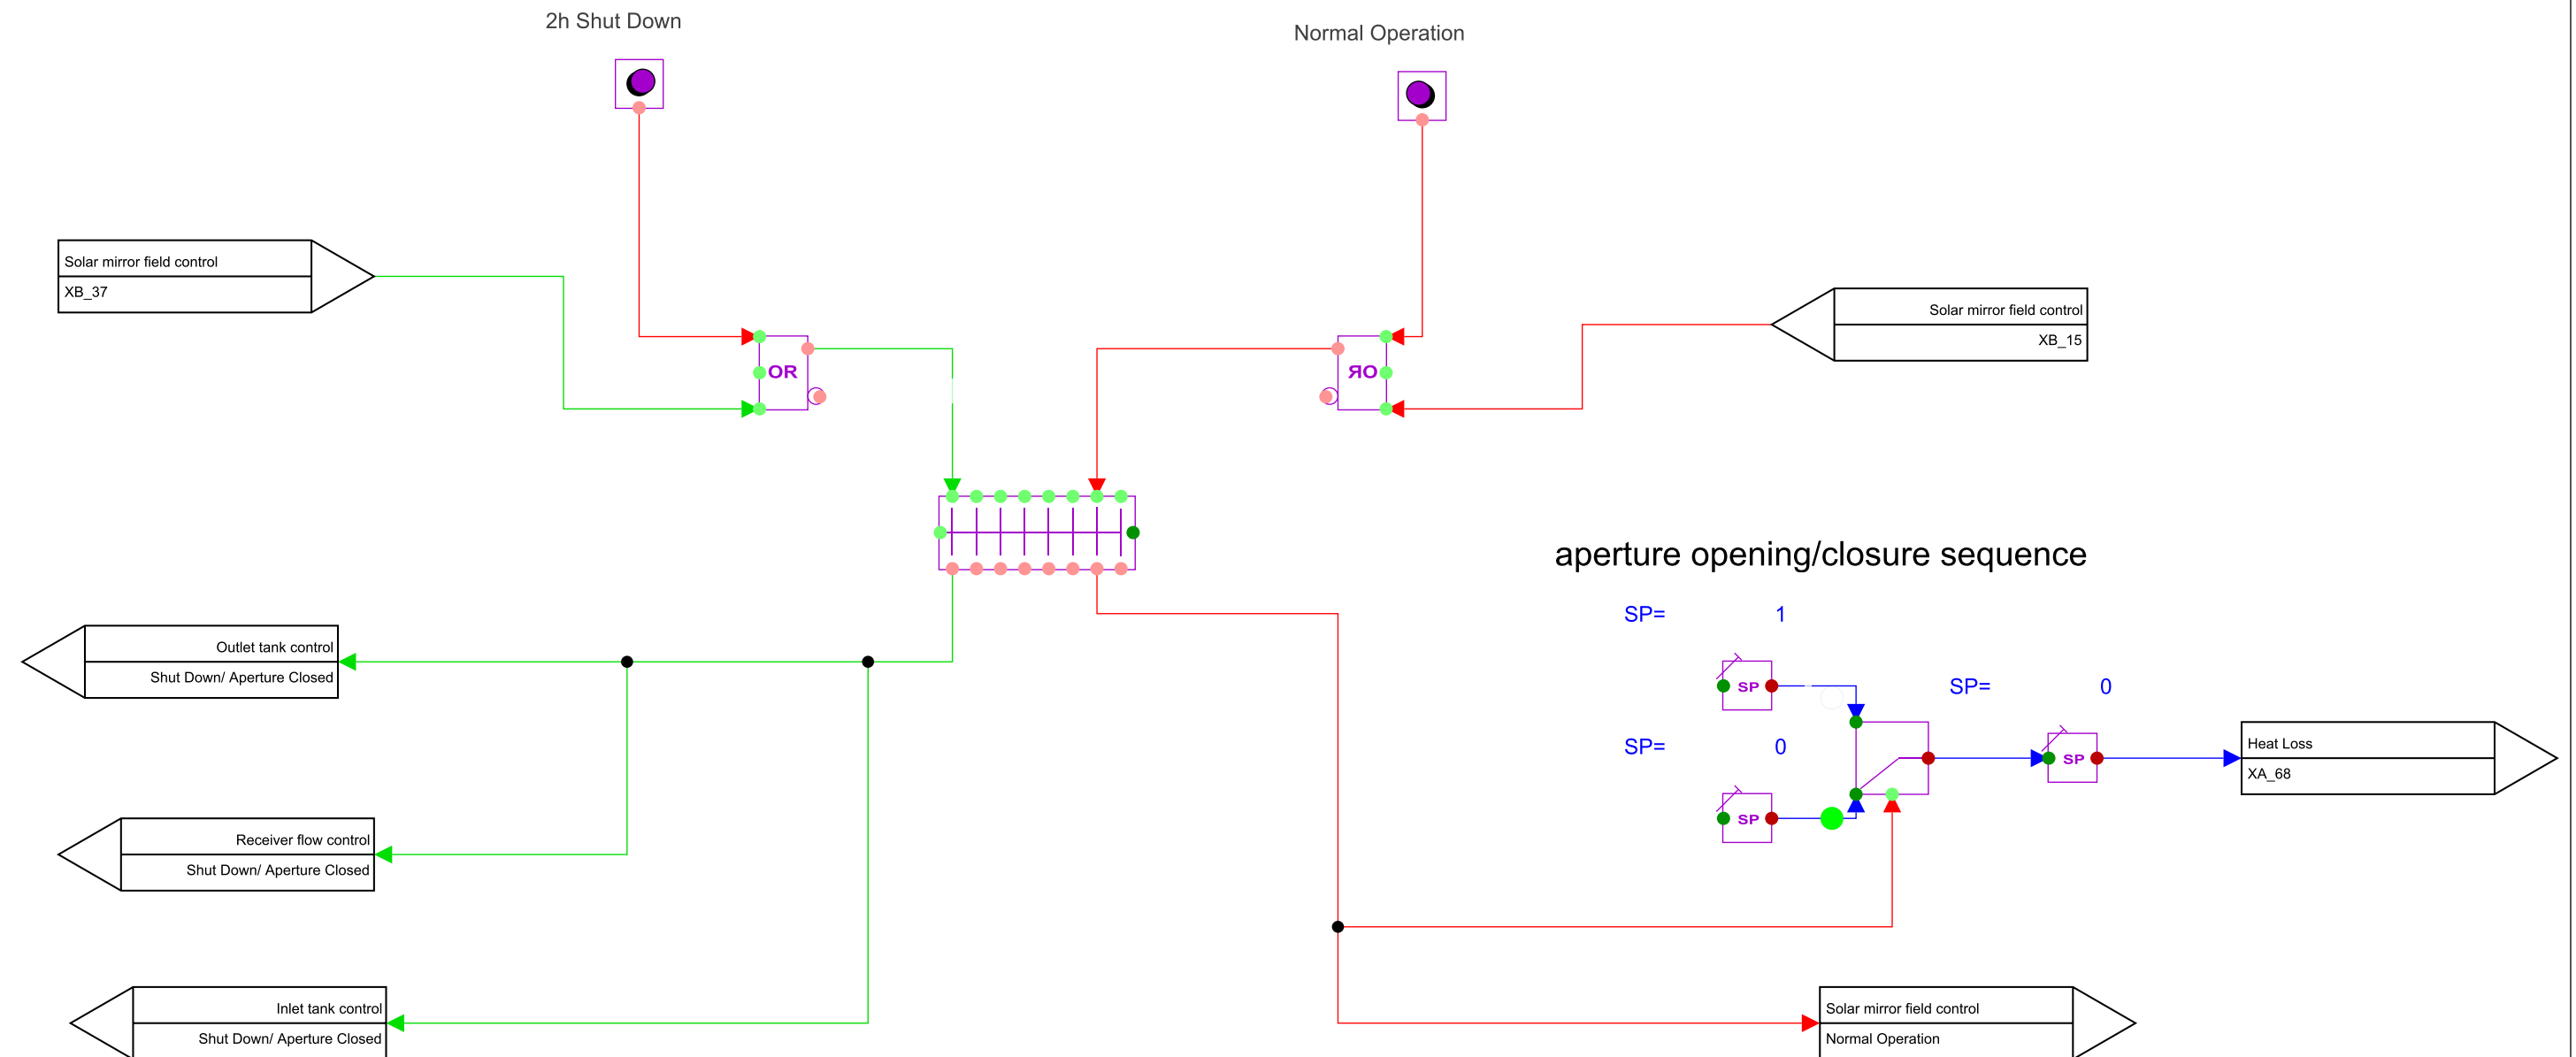 2h Shut Down
Normal Operation
Solar mirror field control
XB_37
Solar mirror field control
XB_15
OR
OR
aperture opening/closure sequence
SP= 1
Outlet tank control
Shut Down/ Aperture Closed
SP
SP= 0
SP= 0
Heat Loss
XA_68
SP
SP
Receiver flow control
Shut Down/ Aperture Closed
Inlet tank control
Shut Down/ Aperture Closed
Solar mirror field control
Normal Operation